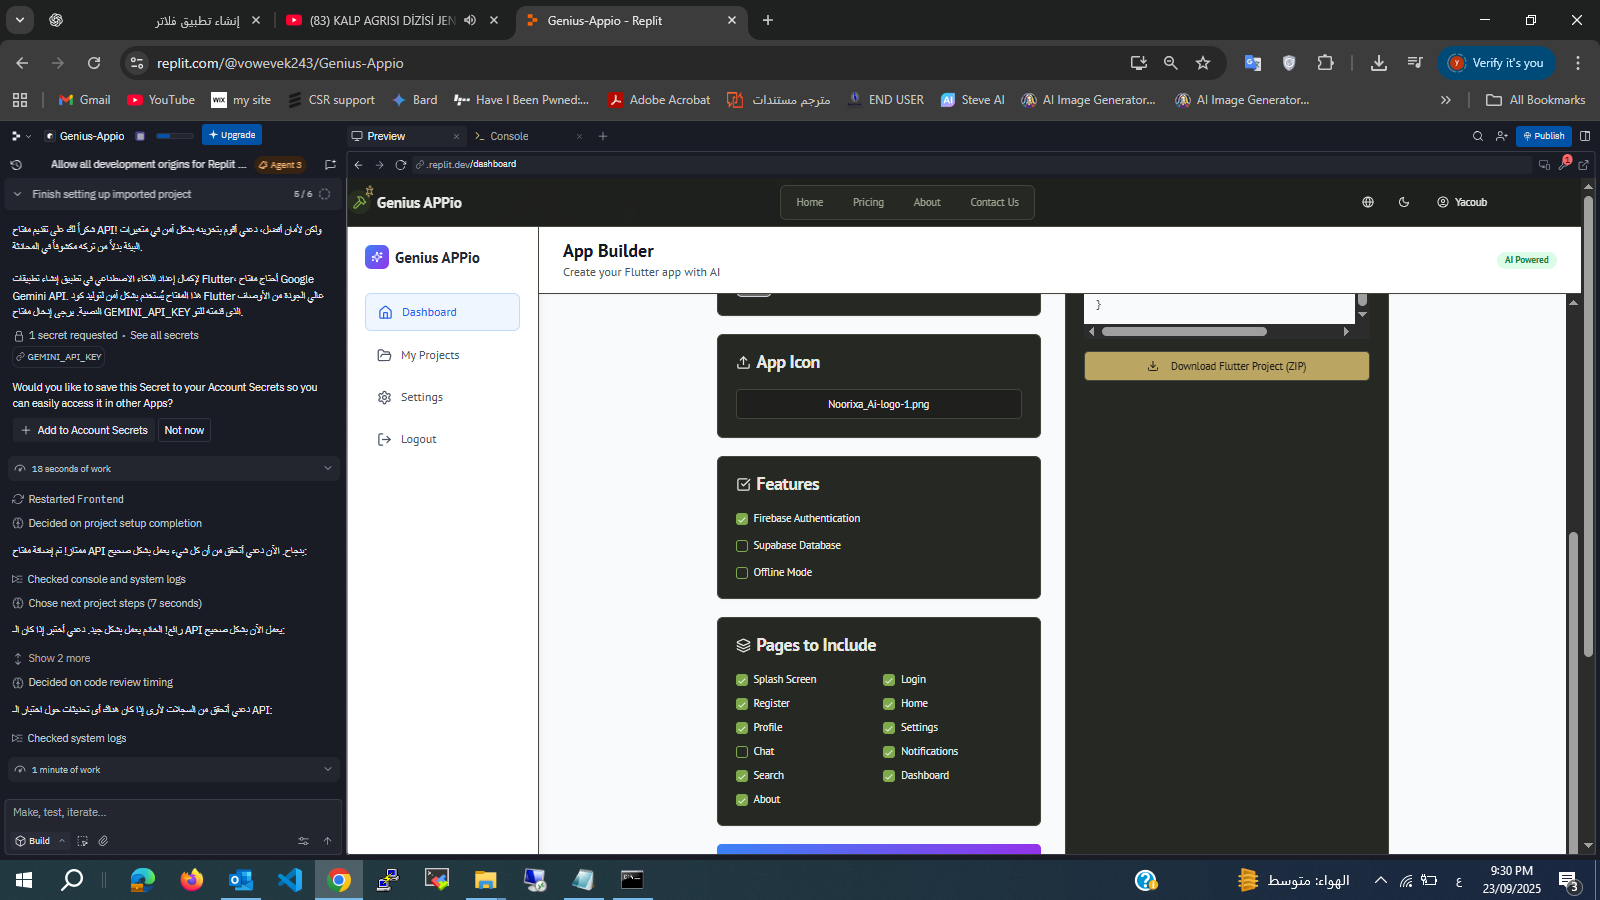 إنشاء تطبيق فلاتر
(83) KALP AGRISI DİZİSİ JEN
Genius-Appio - Replit
replit.com/@vowevek243/Genius-Appio
Verify it's you
Gmail
YouTube
my site
CSR support
Bard
Have I Been Pwned:...
Adobe Acrobat
مترجم مستندات
END USER
Steve AI
AI Image Generator...
AI Image Generator...
All Bookmarks
Genius-Appio
Upgrade
Preview
Console
Publish
Allow all development origins for Replit ...
Agent 3
.replit.dev/dashboard
1
Finish setting up imported project
5 / 6
شكراً لك على تقديم مفتاح API! ولكن لأمان أفضل، دعني أقوم بتخزينه بشكل آمن في متغيرات
البيئة بدلاً من تركه مكشوفاً في المحادثة.
لإكمال إعداد الذكاء الاصطناعي في تطبيق إنشاء تطبيقات Flutter، أحتاج مفتاح Google
Gemini API. هذا المفتاح يُستخدم بشكل آمن لتوليد كود Flutter عالي الجودة من الأوصاف
النصية. يرجى إدخال مفتاح GEMINI_API_KEY الذي قدمته للتو.
1 secret requested • See all secrets
GEMINI_API_KEY
Would you like to save this Secret to your Account Secrets so you
can easily access it in other Apps?
Add to Account Secrets
Not now
18 seconds of work
Restarted Frontend
Decided on project setup completion
ممتاز! تم إضافة مفتاح API بنجاح. الآن دعني أتحقق من أن كل شيء يعمل بشكل صحيح:
Checked console and system logs
Chose next project steps (7 seconds)
رائع! الخادم يعمل بشكل جيد. دعني أختبر إذا كان الـ API يعمل الآن بشكل صحيح:
Show 2 more
Decided on code review timing
دعني أتحقق من السجلات لأرى إذا كان هناك أي تحديثات حول اختبار الـ API:
Checked system logs
1 minute of work
Make, test, iterate...
Build
Genius APPio
Home
Pricing
About
Contact Us
Yacoub
Genius APPio
Dashboard
My Projects
Settings
Logout
App Builder
Create your Flutter app with AI
AI Powered
}
Download Flutter Project (ZIP)
App Icon
Noorixa_Ai-logo-1.png
Features
Firebase Authentication
Supabase Database
Offline Mode
Pages to Include
Splash Screen
Login
Register
Home
Profile
Settings
Chat
Notifications
Search
Dashboard
About
الهواء: متوسط
ع
9:30 PM
23/09/2025
3